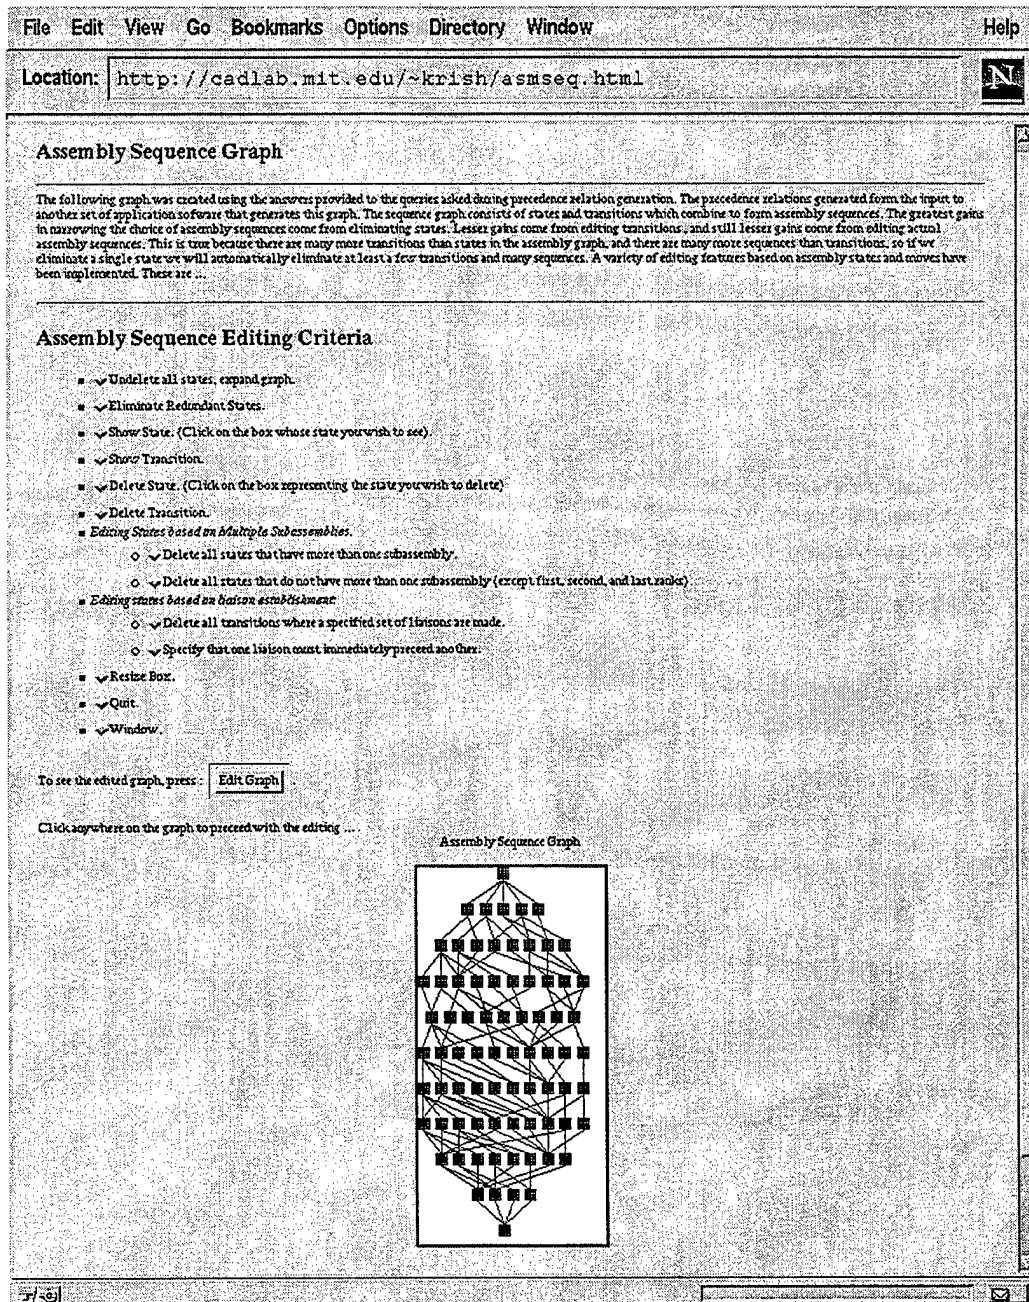 File Edit View Go Bookmarks Options Directory Window Help
Location: http://cadlab.mit.edu/~krish/asmseq.html
N
Assembly Sequence Graph
The following graph was created using the answers provided to the queries asked during precedence relation generation. The precedence relations generated form the input to
another set of application sofware that generates this graph. The sequence graph consists of states and transitions which combine to form assembly sequences. The greatest gains
in narrowing the choice of assembly sequences come from eliminating states. Lesser gains come from editing transitions, and still lesser gains come from editing actual
assembly sequences. This is true because there are many more transitions than states in the assembly graph, and there are many more sequences than transitions, so if we
eliminate a single state we will automatically eliminate at least a few transitions and many sequences. A variety of editing features based on assembly states and moves have
been implemented. These are ...
Assembly Sequence Editing Criteria
Undelete all states, expand graph.
Eliminate Redundant States.
Show State. (Click on the box whose state you wish to see).
Show Transition.
Delete State. (Click on the box representing the state you wish to delete)
Delete Transition.
Editing States based on Multiple Subassemblies.
Delete all states that have more than one subassembly.
Delete all states that do not have more than one subassembly (except first, second, and last ranks)
Editing states based on liaison establishment:
Delete all transitions where a specified set of liaisons are made.
Specify that one liaison must immediately preceed another.
Resize Box.
Quit.
Window.
To see the edited graph, press : Edit Graph .
Click anywhere on the graph to preceed with the editing ... .
Assembly Sequence Graph